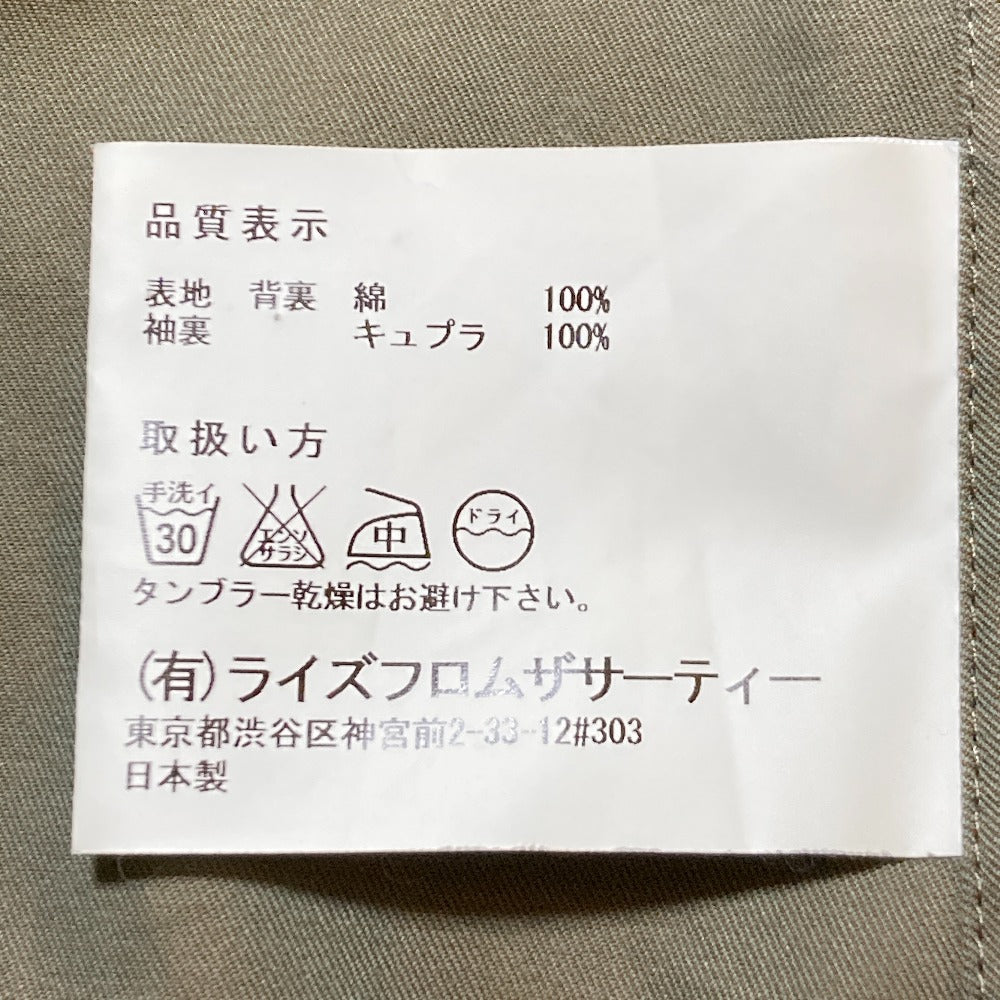 品質表示
表地 背裏 綿 100%
袖裏 キュプラ 100%
取扱い方
手洗イ 30 エンソサラシ 中 ドライ
タンブラー乾燥はお避け下さい。
(有)ライズフロムザサーティー
東京都渋谷区神宮前2-33-12#303
日本製